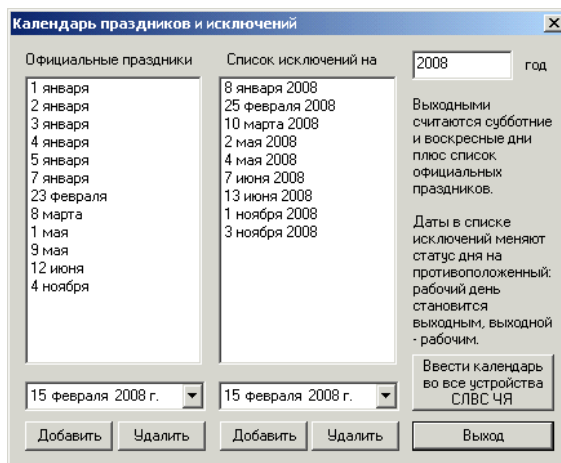 Календарь праздников и исключений
Официальные праздники
1 января
2 января
3 января
4 января
5 января
7 января
23 февраля
8 марта
1 мая
9 мая
12 июня
4 ноября
15 февраля 2008 г.
Добавить
Удалить
Список исключений на
8 января 2008
25 февраля 2008
10 марта 2008
2 мая 2008
4 мая 2008
7 июня 2008
13 июня 2008
1 ноября 2008
3 ноября 2008
15 февраля 2008 г.
Добавить
Удалить
2008 год
Выходными
считаются субботние
и воскресные дни
плюс список
официальных
праздников.
Даты в списке
исключений меняют
статус дня на
противоположенный:
рабочий день
становится
выходным, выходной
- рабочим.
Ввести календарь
во все устройства
СЛВС ЧЯ
Выход